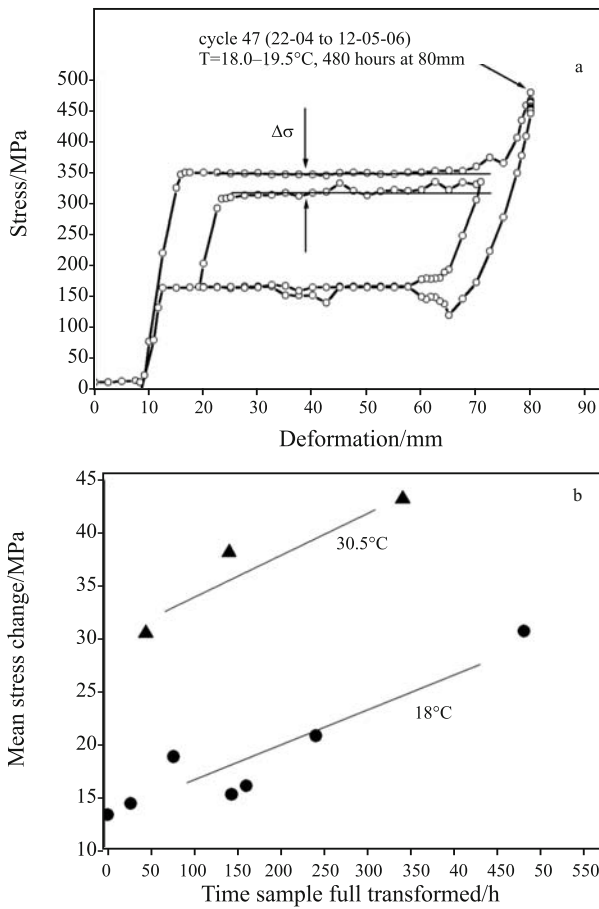 cycle 47 (22-04 to 12-05-06)
T=18.0–19.5°C, 480 hours at 80mm
a
Δσ
Stress/MPa
500
450
400
350
300
250
200
150
100
50
0
0 10 20 30 40 50 60 70 80 90
Deformation/mm
b
30.5°C
18°C
Mean stress change/MPa
45
40
35
30
25
20
15
10
0 50 100 150 200 250 300 350 400 450 50 550
Time sample full transformed/h